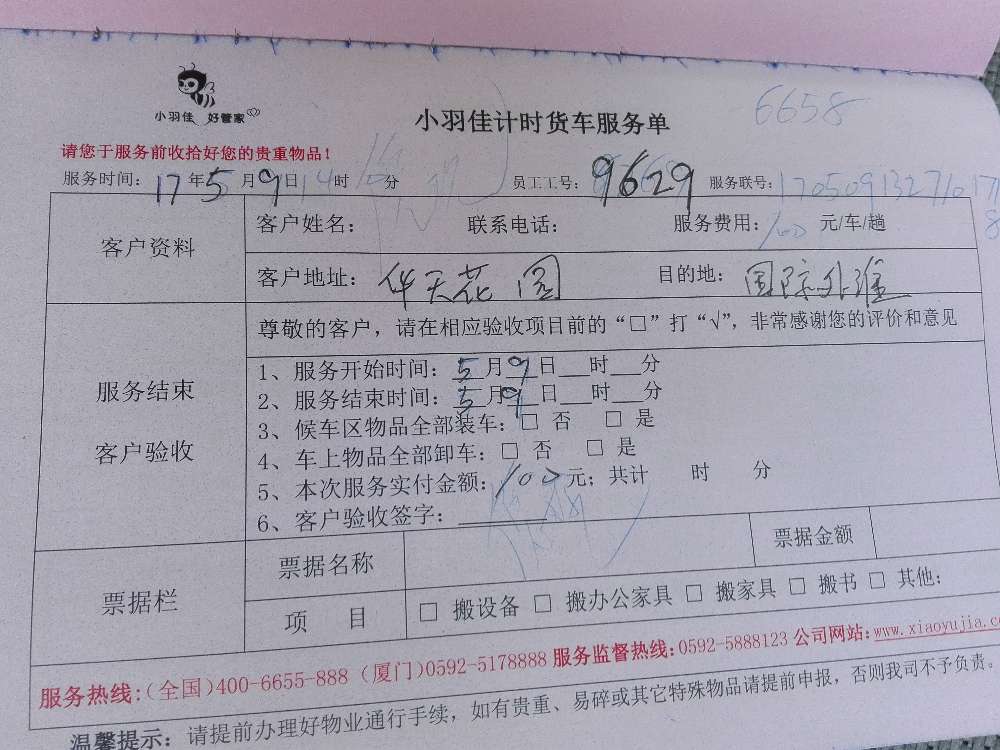 小羽佳 好管家
小羽佳计时货车服务单
6658
请您于服务前收拾好您的贵重物品！
服务时间：17年5月9日14时 分 员工工号：9629 服务联号：
客户资料
客户姓名： 联系电话： 服务费用：100元/车/趟
客户地址：华天花园 目的地：国际外滩
服务结束
客户验收
尊敬的客户，请在相应验收项目前的“□”打“√”，非常感谢您的评价和意见
1、服务开始时间：5月9日___时___分
2、服务结束时间：5月9日___时___分
3、候车区物品全部装车：□ 否 □ 是
4、车上物品全部卸车：□ 否 □ 是
5、本次服务实付金额：100元；共计 时 分
6、客户验收签字：
票据栏
票据名称 票据金额
项 目 □ 搬设备 □ 搬办公家具 □ 搬家具 □ 搬书 □ 其他：
服务热线：（全国）400-6655-888（厦门）0592-5178888 服务监督热线：0592-5888123 公司网站：www.xiaoyujia.co
温馨提示：请提前办理好物业通行手续，如有贵重、易碎或其它特殊物品请提前申报，否则我司不予负责。